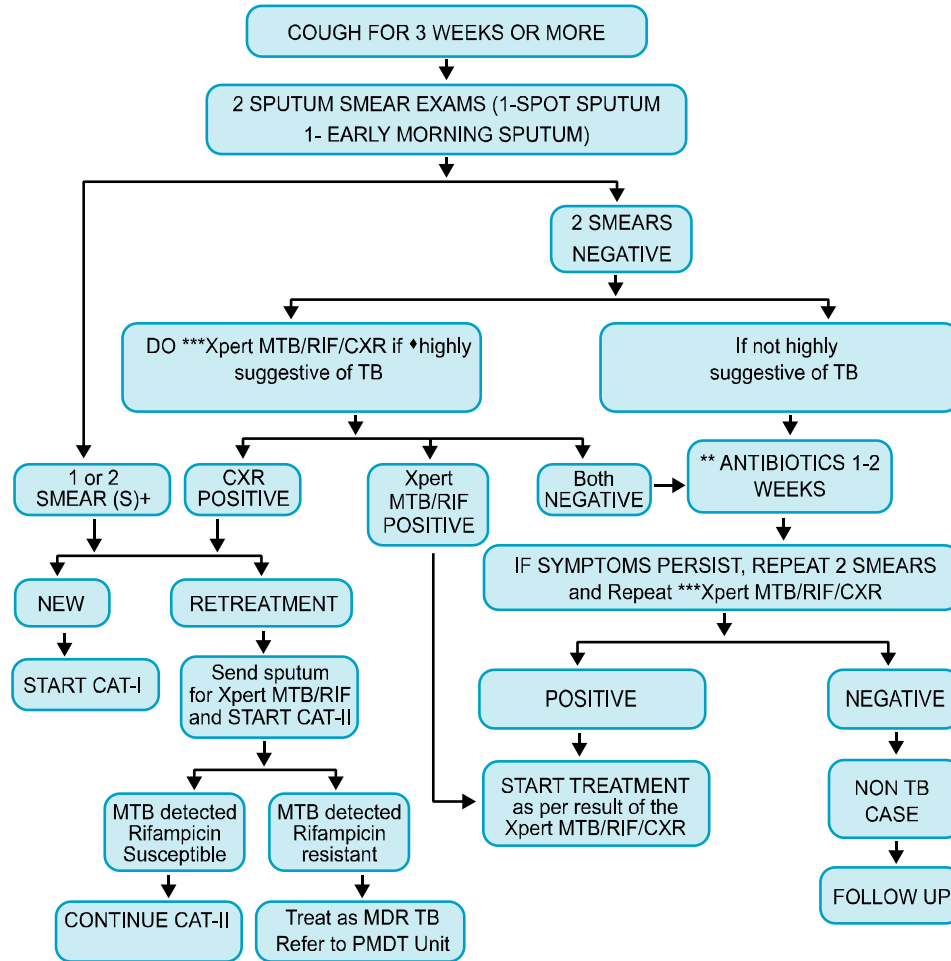 COUGH FOR 3 WEEKS OR MORE
2 SPUTUM SMEAR EXAMS (1-SPOT SPUTUM
1- EARLY MORNING SPUTUM)
2 SMEARS
NEGATIVE
DO ***Xpert MTB/RIF/CXR if ♦highly
suggestive of TB
If not highly
suggestive of TB
1 or 2
SMEAR (S)+
CXR
POSITIVE
Xpert
MTB/RIF
POSITIVE
Both
NEGATIVE
** ANTIBIOTICS 1-2
WEEKS
IF SYMPTOMS PERSIST, REPEAT 2 SMEARS
and Repeat ***Xpert MTB/RIF/CXR
NEW
RETREATMENT
START CAT-I
Send sputum
for Xpert MTB/RIF
and START CAT-II
POSITIVE
NEGATIVE
MTB detected
Rifampicin
Susceptible
MTB detected
Rifampicin
resistant
START TREATMENT
as per result of the
Xpert MTB/RIF/CXR
NON TB
CASE
CONTINUE CAT-II
Treat as MDR TB
Refer to PMDT Unit
FOLLOW UP